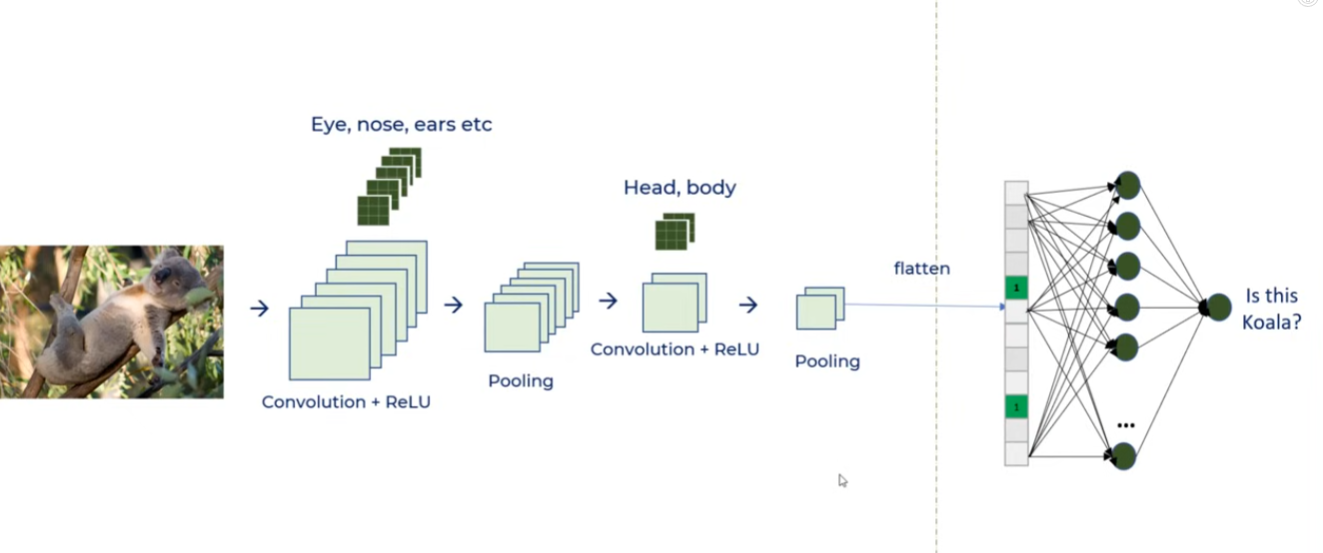 Eye, nose, ears etc
Head, body
flatten
1
Is this
Koala?
Convolution + ReLU
Pooling
Convolution + ReLU
Pooling
1
...